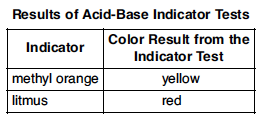 Results of Acid-Base Indicator Tests
Indicator
Color Result from the
Indicator Test
methyl orange yellow
litmus red